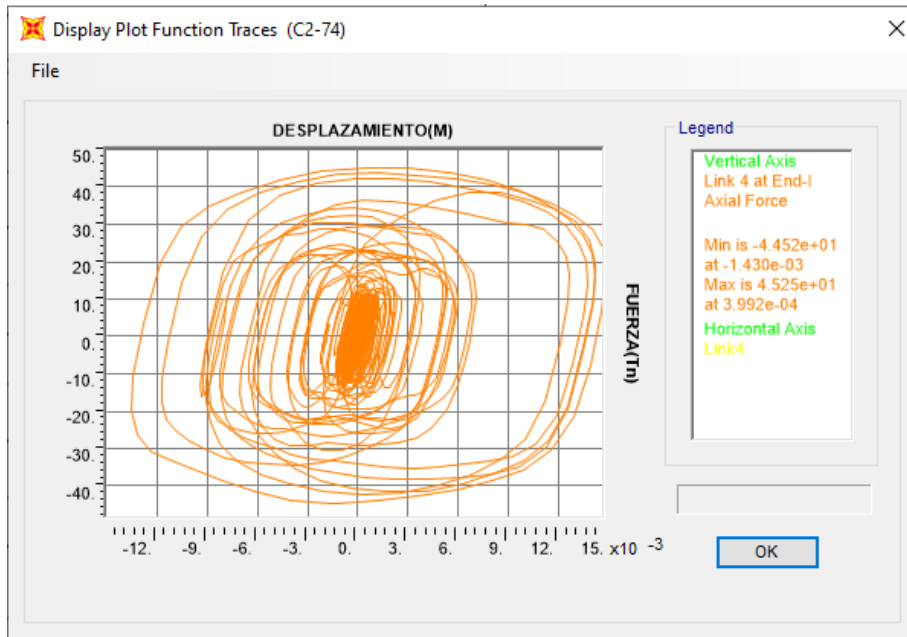 Display Plot Function Traces (C2-74)
File
DESPLAZAMIENTO(M)
50.
40.
30.
20.
10.
0.
-10.
-20.
-30.
-40.
-12. -9. -6. -3. 0. 3. 6. 9. 12. 15. x10 -3
FUERZA(Tn)
Legend
Vertical Axis
Link 4 at End-I
Axial Force
Min is -4.452e+01
at -1.430e-03
Max is 4.525e+01
at 3.992e-04
Horizontal Axis
Link4
OK